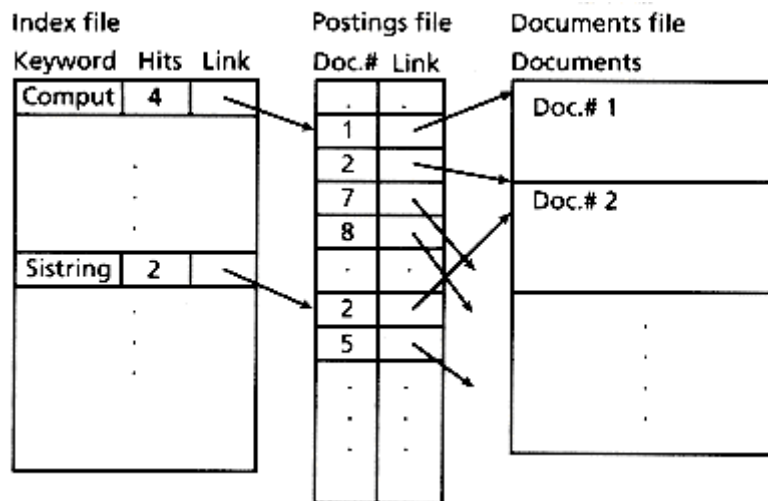 Index file Postings file Documents file
Keyword Hits Link Doc.# Link Documents
Comput 4
Doc.# 1
1
2
7
Doc.# 2
8
Sistring 2
2
5